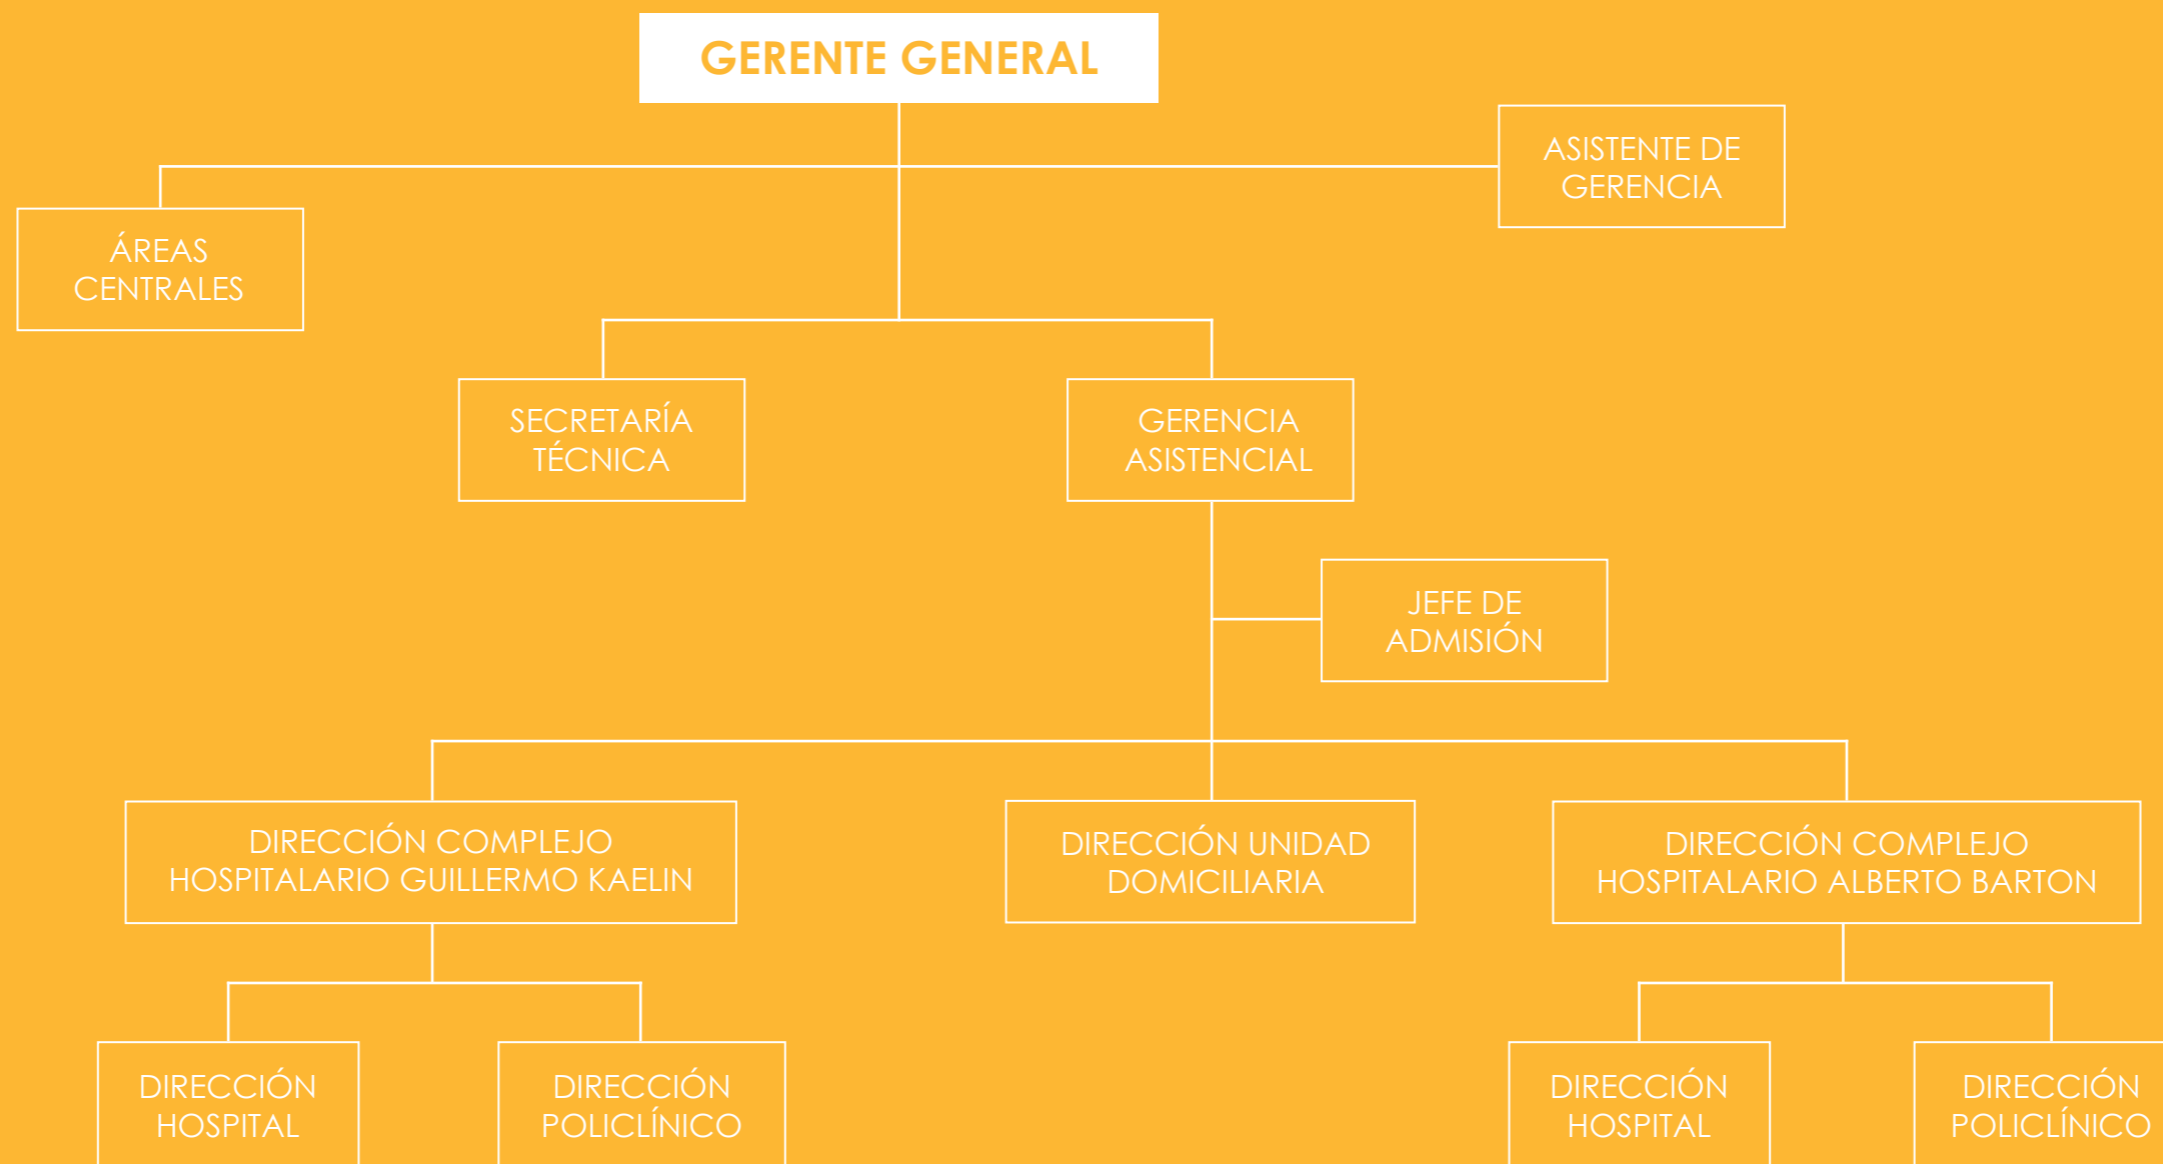 GERENTE GENERAL
ASISTENTE DE
GERENCIA
ÁREAS
CENTRALES
SECRETARÍA
TÉCNICA
GERENCIA
ASISTENCIAL
JEFE DE
ADMISIÓN
DIRECCIÓN COMPLEJO
HOSPITALARIO GUILLERMO KAELIN
DIRECCIÓN UNIDAD
DOMICILIARIA
DIRECCIÓN COMPLEJO
HOSPITALARIO ALBERTO BARTON
DIRECCIÓN
HOSPITAL
DIRECCIÓN
POLICLÍNICO
DIRECCIÓN
HOSPITAL
DIRECCIÓN
POLICLÍNICO